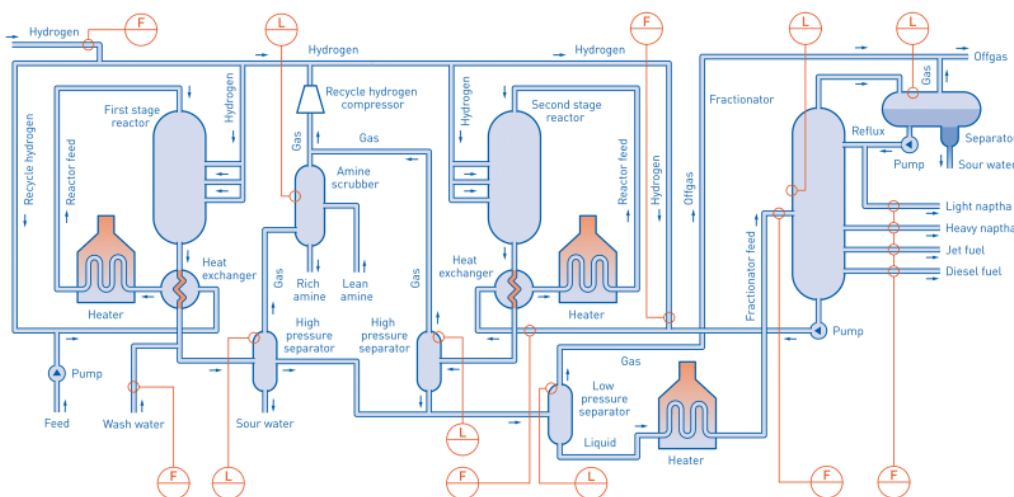 F
L
F
L
L
Hydrogen
Hydrogen
Hydrogen
Offgas
Gas
First stage
reactor
Hydrogen
Recycle hydrogen
compressor
Hydrogen
Second stage
reactor
Fractionator
Reflux
Separator
Pump
Sour water
Recycle hydrogen
Reactor feed
Gas
Gas
Amine
scrubber
Reactor feed
Hydrogen
Offgas
Light naptha
Heavy naptha
Jet fuel
Diesel fuel
Heat
exchanger
Gas
Rich
amine
Lean
amine
Heat
exchanger
Fractionator feed
Heater
High
pressure
separator
High
pressure
separator
Heater
Pump
Gas
Pump
Low
pressure
separator
Feed
Wash water
Sour water
L
Liquid
Heater
F
L
F
L
F
F